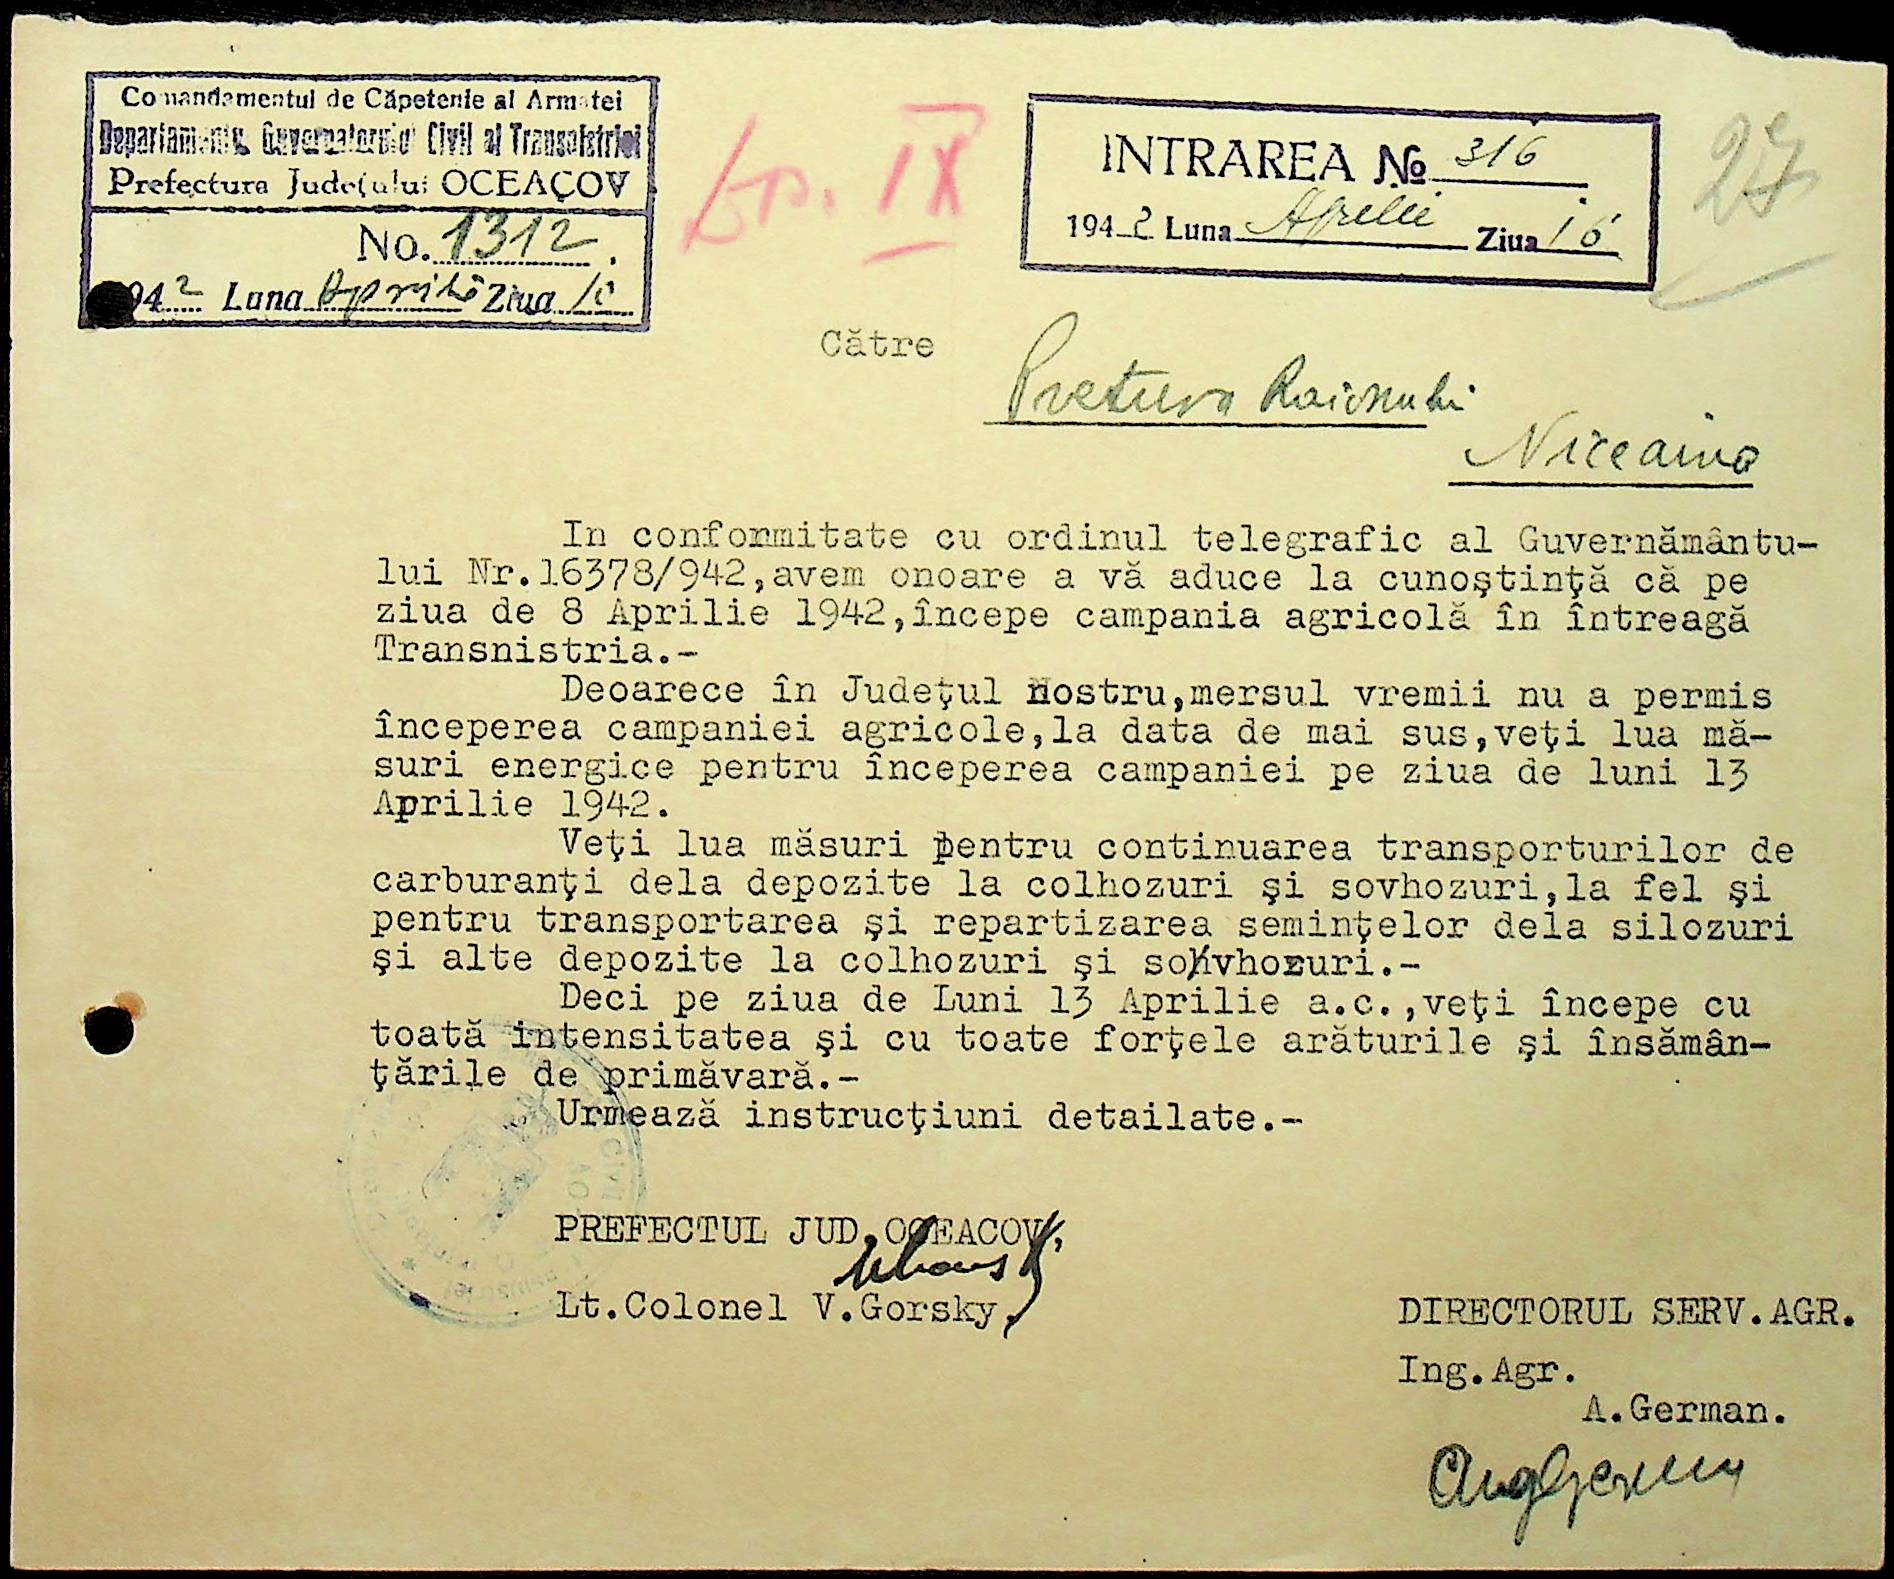 Comandamentul de Căpetenie al Armatei
Departamentul Guvernatorului Civil al Transnistriei
Prefectura Județului OCEACOV
No. 1312.
1942 Luna Aprilie Ziua 10
tp. IX
INTRAREA No 316
1942 Luna Aprilie Ziua 16
27
Către
Pretura Raionului
In conformitate cu ordinul telegrafic al Guvernământu-
lui Nr.16378/942,avem onoare a vă aduce la cunoştinţă că pe
ziua de 8 Aprilie 1942,începe campania agricolă în întreagă
Transnistria.-
Deoarece în Judeţul nostru,mersul vremii nu a permis
începerea campaniei agricole,la data de mai sus,veţi lua mă-
suri energice pentru începerea campaniei pe ziua de luni 13
Aprilie 1942.
Veţi lua măsuri pentru continuarea transporturilor de
carburanţi dela depozite la colhozuri şi sovhozuri,la fel şi
pentru transportarea şi repartizarea seminţelor dela silozuri
şi alte depozite la colhozuri şi sovhozuri.-
Deci pe ziua de Luni 13 Aprilie a.c.,veţi începe cu
toată intensitatea şi cu toate forţele arăturile şi însămân-
ţările de primăvară.-
Urmează instrucţiuni detailate.-
PREFECTUL JUD.OCEACOV,
Lt.Colonel V.Gorsky
DIRECTORUL SERV.AGR.
Ing.Agr.
A.German.